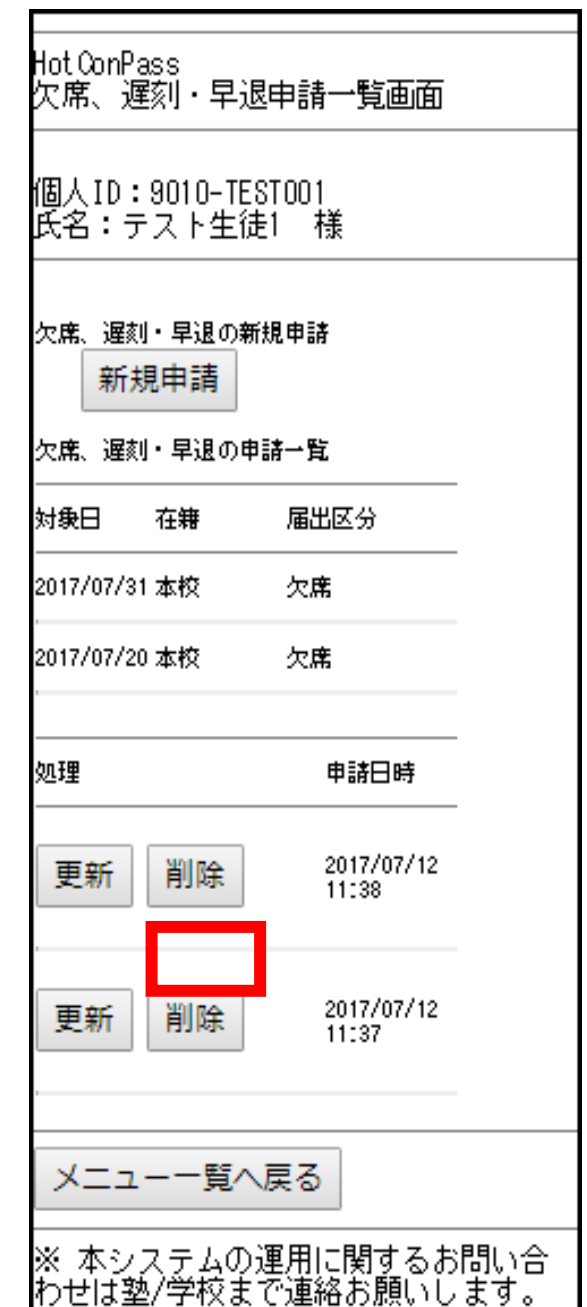 HotConPass
欠席、遅刻・早退申請一覧画面
個人ID：9010-TEST001
氏名：テスト生徒1　様
欠席、遅刻・早退の新規申請
新規申請
欠席、遅刻・早退の申請一覧
対象日 在籍 届出区分
2017/07/31 本校 欠席
2017/07/20 本校 欠席
処理 申請日時
更新 削除 2017/07/12
11:38
更新 削除 2017/07/12
11:37
メニュー一覧へ戻る
※ 本システムの運用に関するお問い合
わせは塾/学校まで連絡お願いします。